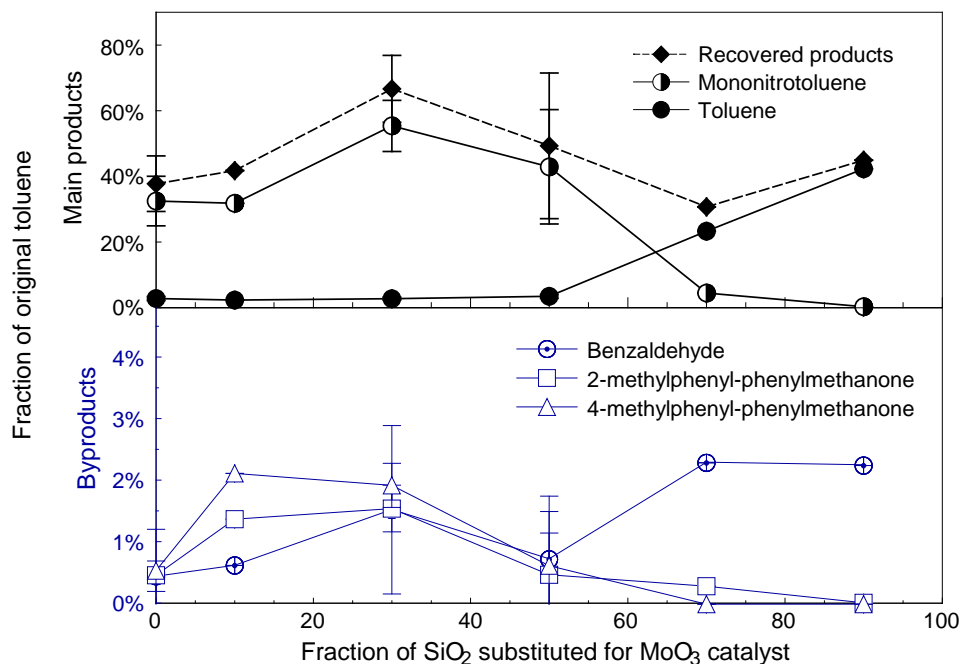 80%
60%
40%
20%
0%
Main products
Recovered products
Mononitrotoluene
Toluene
Fraction of original toluene
4%
3%
2%
1%
0%
Byproducts
Benzaldehyde
2-methylphenyl-phenylmethanone
4-methylphenyl-phenylmethanone
0 20 40 60 80 100
Fraction of SiO₂ substituted for MoO₃ catalyst